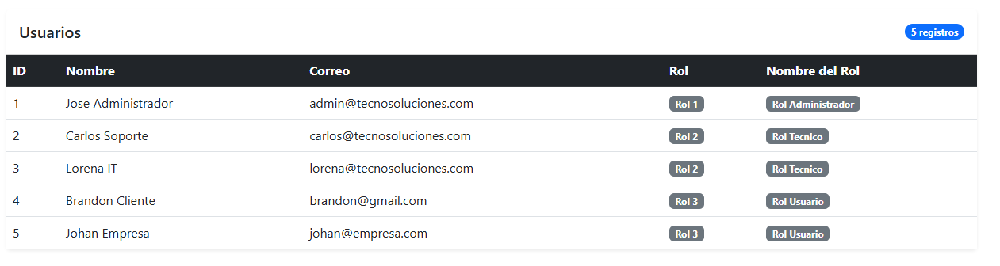 Usuarios 5 registros
ID Nombre Correo Rol Nombre del Rol
1 Jose Administrador admin@tecnosoluciones.com Rol 1 Rol Administrador
2 Carlos Soporte carlos@tecnosoluciones.com Rol 2 Rol Tecnico
3 Lorena IT lorena@tecnosoluciones.com Rol 2 Rol Tecnico
4 Brandon Cliente brandon@gmail.com Rol 3 Rol Usuario
5 Johan Empresa johan@empresa.com Rol 3 Rol Usuario